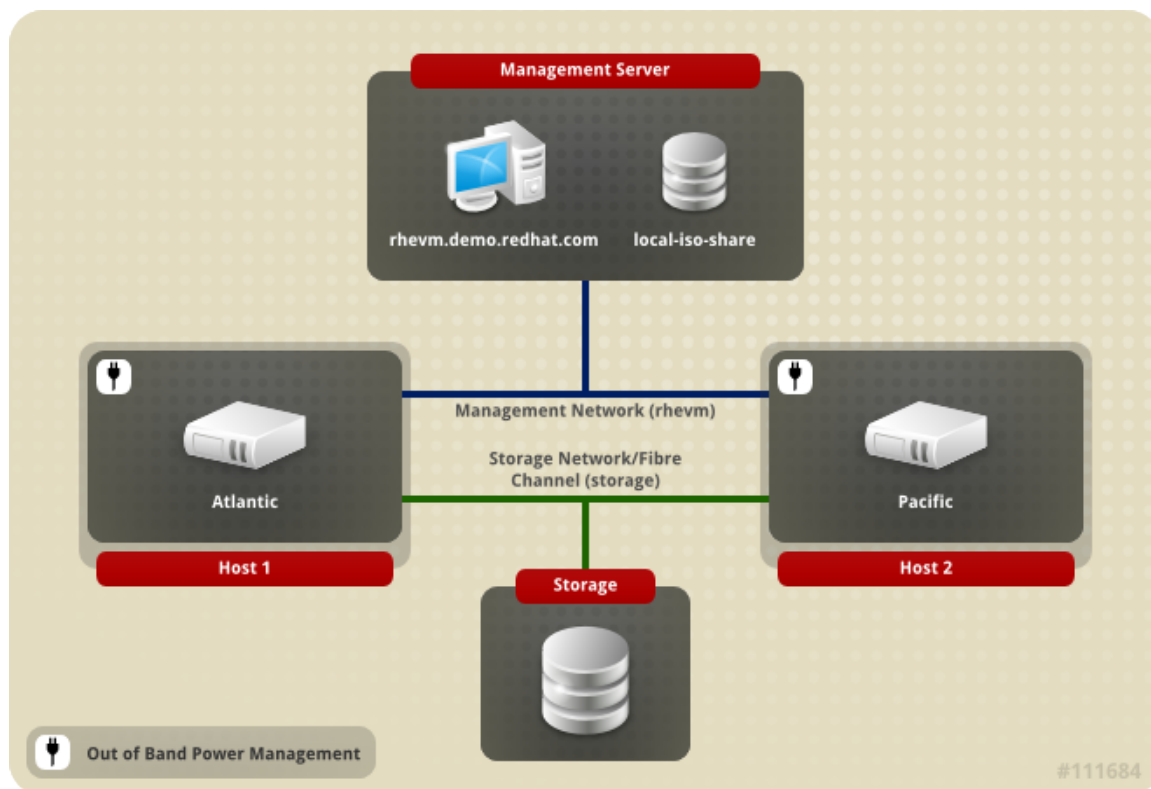 Management Server
rhevm.demo.redhat.com
local-iso-share
Management Network (rhevm)
Storage Network/Fibre
Channel (storage)
Atlantic
Pacific
Host 1
Host 2
Storage
Out of Band Power Management
#111684